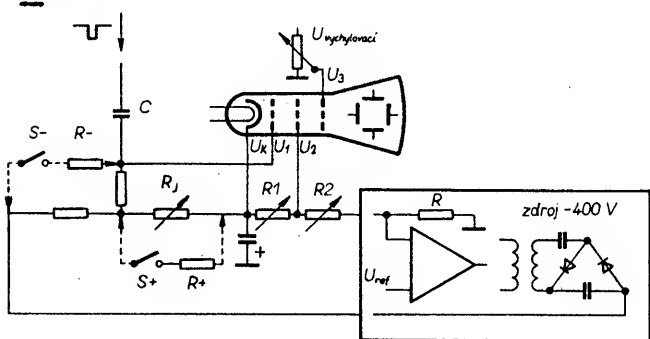 U vychylovací
U3
C
S- R-
UK U1 U2
Rj R1 R2
R zdroj -400 V
S+ R+
+
Uref